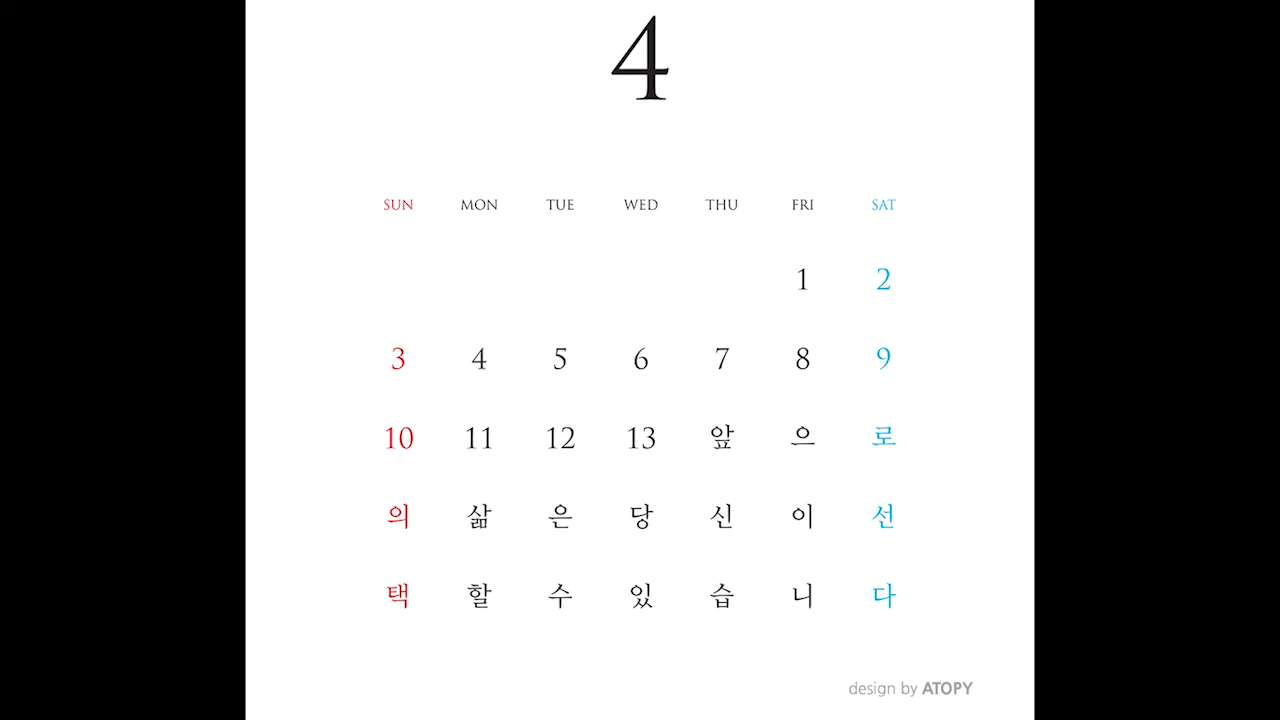 4
SUN MON TUE WED THU FRI SAT
1 2
3 4 5 6 7 8 9
10 11 12 13 앞 으 로
의 삶 은 당 신 이 선
택 할 수 있 습 니 다
design by ATOPY